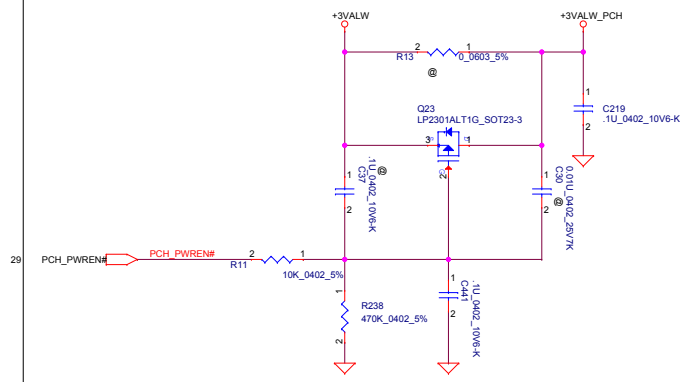 +3VALW
+3VALW_PCH
2
1
R13
0_0603_5%
@
Q23
LP2301ALT1G_SOT23-3
1
C219
.1U_0402_10V6-K
2
3
1
2
1
.1U_0402_10V6-K
C37
@
2
1
0.01U_0402_25V7K
C30
@
2
29
PCH_PWREN#
PCH_PWREN#
2
R11
1
10K_0402_5%
1
R238
470K_0402_5%
2
1
.1U_0402_10V6-K
C441
2